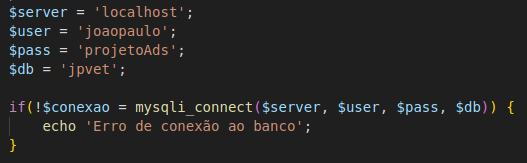 $server = 'localhost';
$user = 'joaopaulo';
$pass = 'projetoAds';
$db = 'jpvet';
if(!$conexao = mysqli_connect($server, $user, $pass, $db)) {
echo 'Erro de conexão ao banco';
}